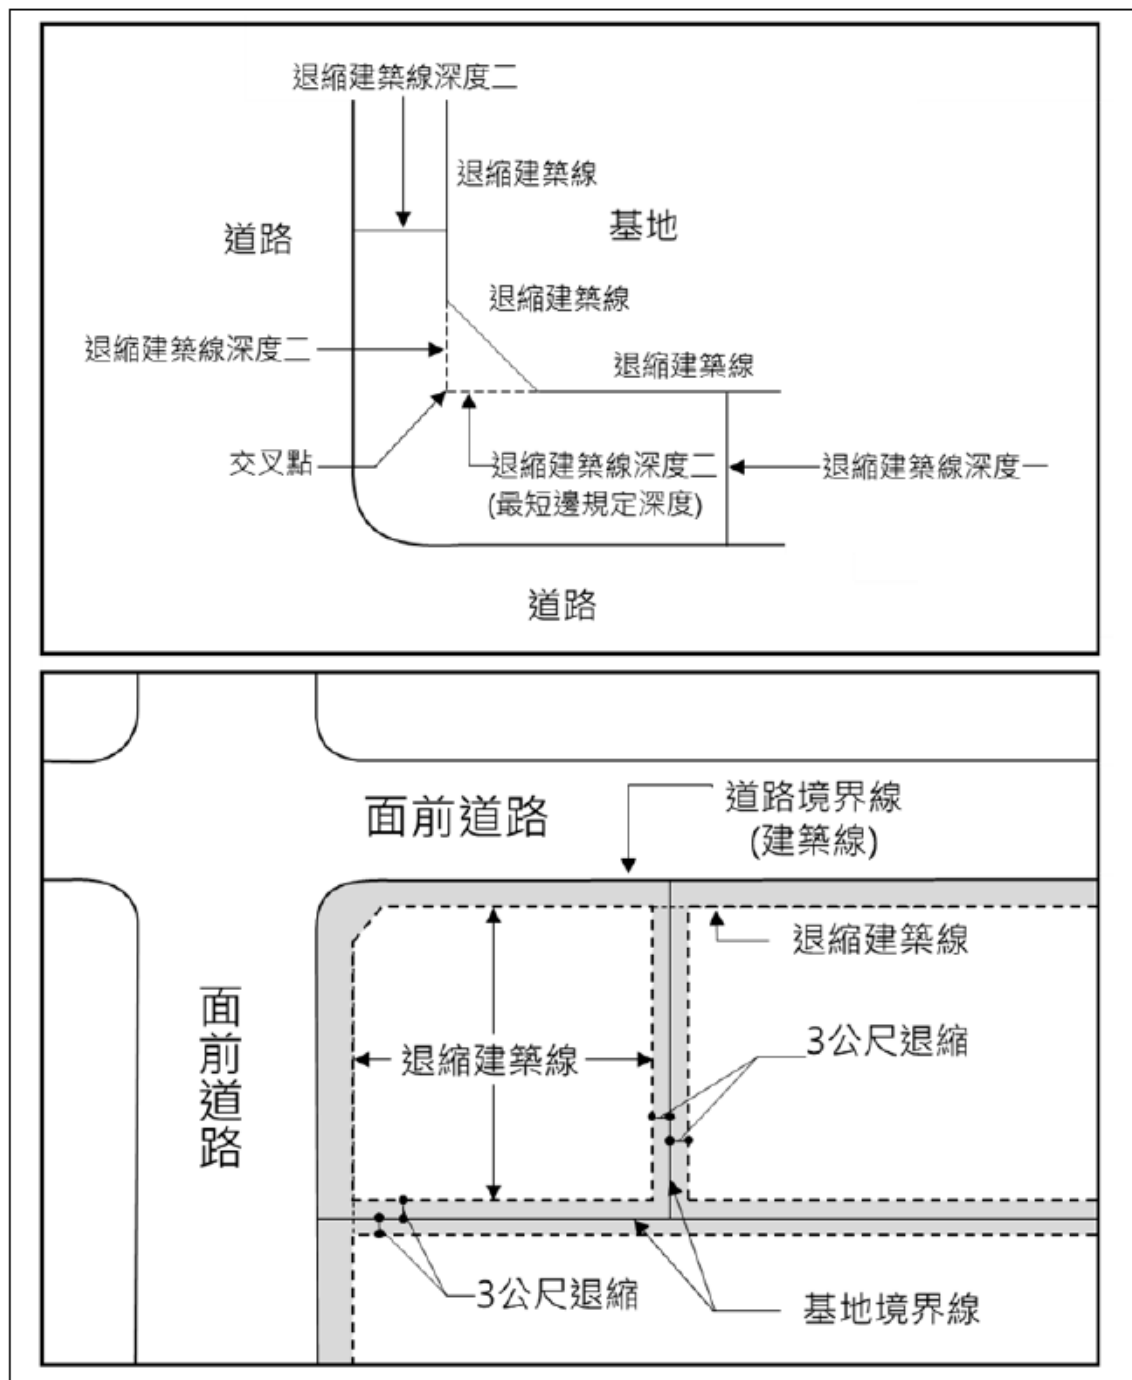 退縮建築線深度二
退縮建築線
道路
基地
退縮建築線
退縮建築線深度二
退縮建築線
交叉點
退縮建築線深度二
(最短邊規定深度)
退縮建築線深度一
道路
面前道路
道路境界線
(建築線)
退縮建築線
面前道路
退縮建築線
3公尺退縮
3公尺退縮
基地境界線